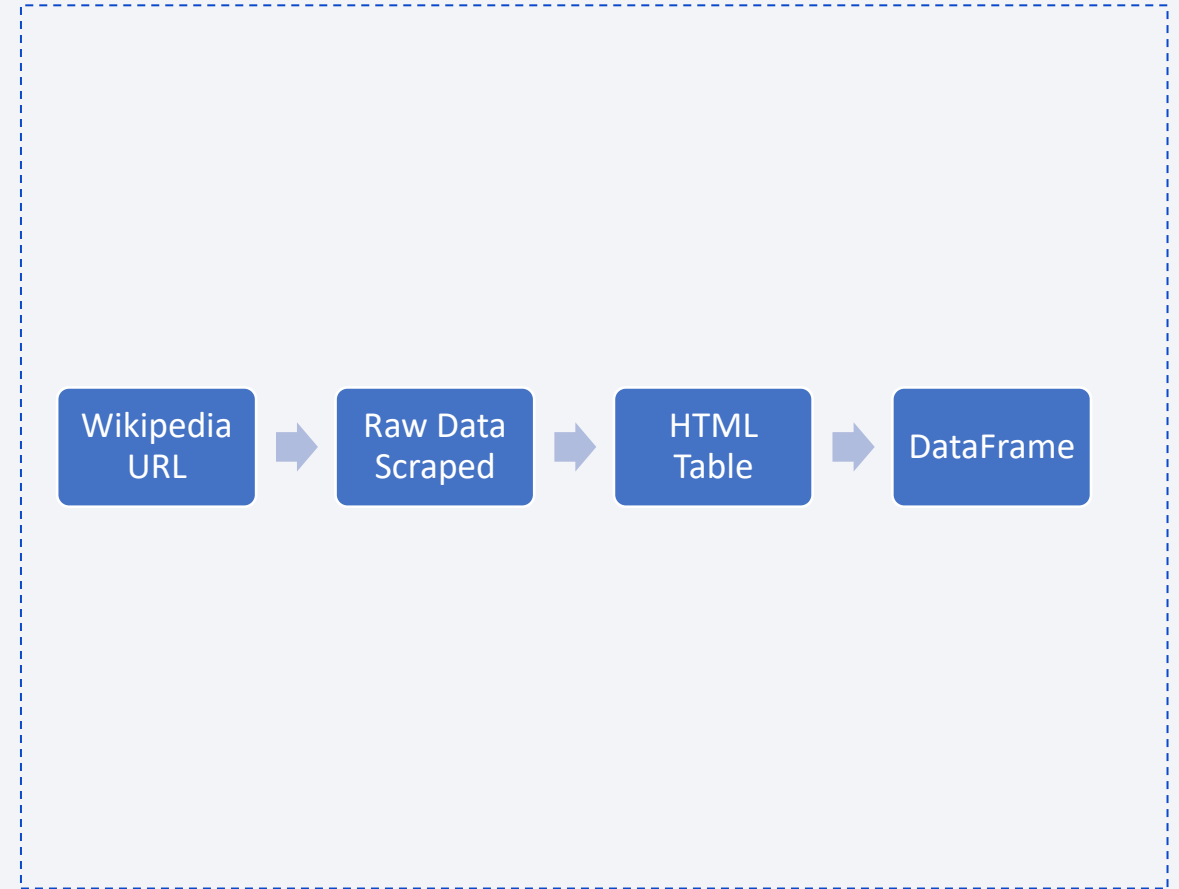 Wikipedia
URL
Raw Data
Scraped
HTML
Table
DataFrame